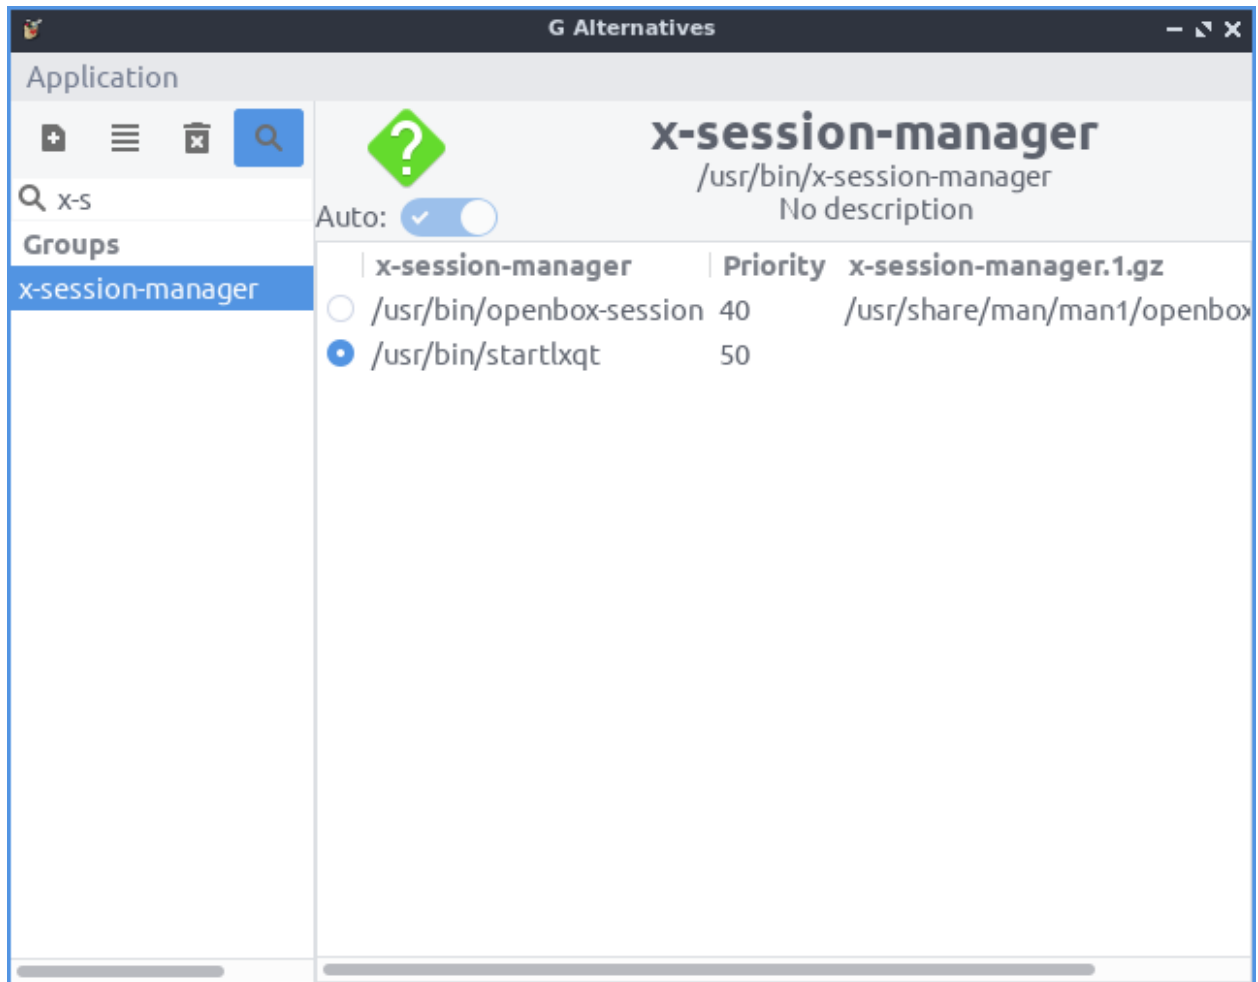 G Alternatives
Application
x-s
Groups
x-session-manager
x-session-manager
/usr/bin/x-session-manager
No description
Auto:
x-session-manager Priority x-session-manager.1.gz
/usr/bin/openbox-session 40 /usr/share/man/man1/openbox
/usr/bin/startlxqt 50